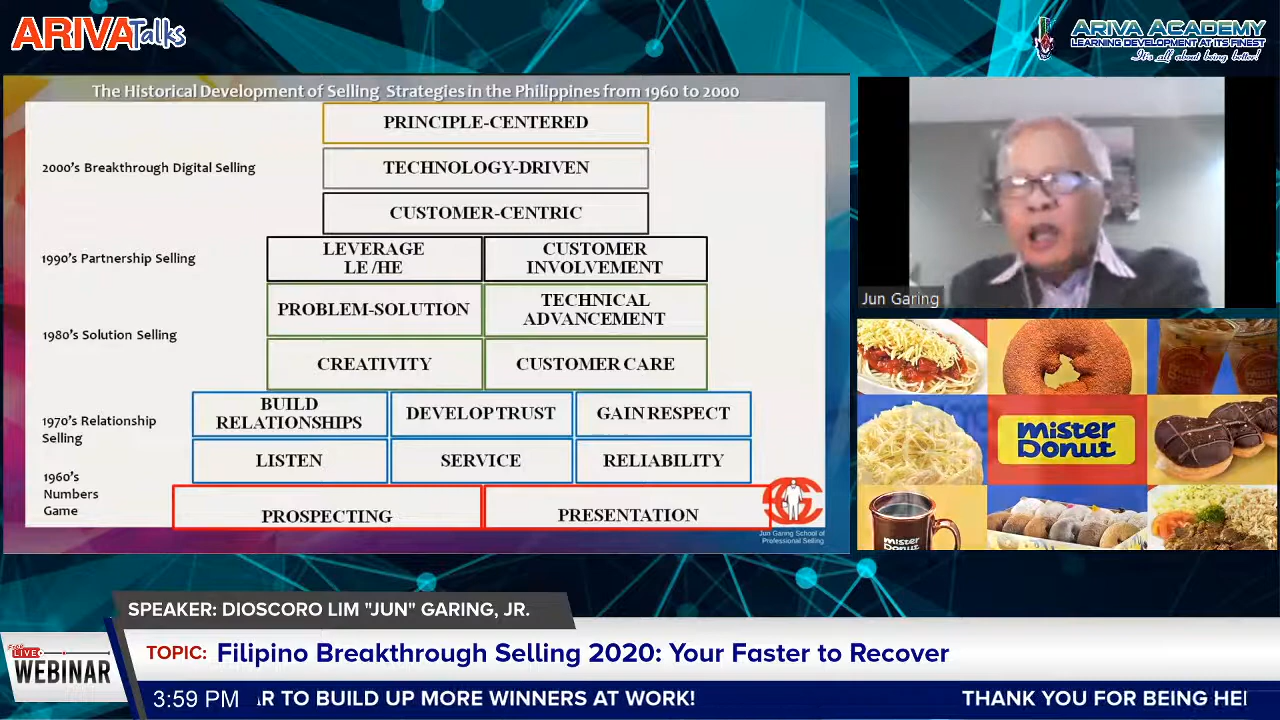 ARIVATalks
ARIVA ACADEMY
LEARNING DEVELOPMENT AT ITS FINEST
It's all about being better!
The Historical Development of Selling Strategies in the Philippines from 1960 to 2000
PRINCIPLE-CENTERED
2000's Breakthrough Digital Selling
TECHNOLOGY-DRIVEN
CUSTOMER-CENTRIC
1990's Partnership Selling
LEVERAGE
LE /HE
CUSTOMER
INVOLVEMENT
1980's Solution Selling
PROBLEM-SOLUTION
TECHNICAL
ADVANCEMENT
CREATIVITY
CUSTOMER CARE
1970's Relationship
Selling
BUILD
RELATIONSHIPS
DEVELOP TRUST
GAIN RESPECT
LISTEN
SERVICE
RELIABILITY
1960's
Numbers
Game
PROSPECTING
PRESENTATION
Jun Garing School of
Professional Selling
Jun Garing
mister
Donut
mister
Donut
SPEAKER: DIOSCORO LIM "JUN" GARING, JR.
Free
LIVE
WEBINAR
TOPIC: Filipino Breakthrough Selling 2020: Your Faster to Recover
3:59 PM
AR TO BUILD UP MORE WINNERS AT WORK!
THANK YOU FOR BEING HE